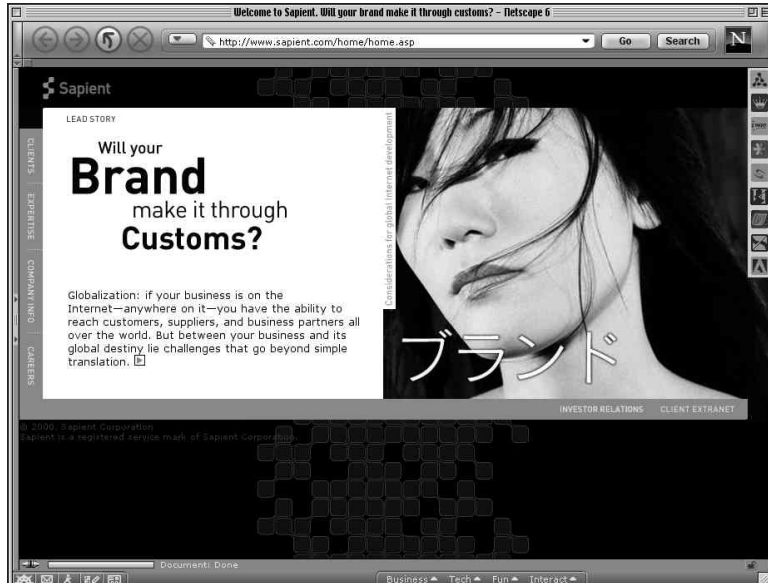 Welcome to Sapient. Will your brand make it through customs? – Netscape 6
http://www.sapient.com/home/home.asp
Go
Search
N
Sapient
LEAD STORY
Will your
Brand
make it through
Customs?
Globalization: if your business is on the
Internet—anywhere on it—you have the ability to
reach customers, suppliers, and business partners all
over the world. But between your business and its
global destiny lie challenges that go beyond simple
translation.
Considerations for global internet development
ブランド
CLIENTS
EXPERTISE
COMPANY INFO
CAREERS
INVESTOR RELATIONS CLIENT EXTRANET
© 2000, Sapient Corporation
Sapient is a registered service mark of Sapient Corporation.
Document: Done
Business Tech Fun Interact